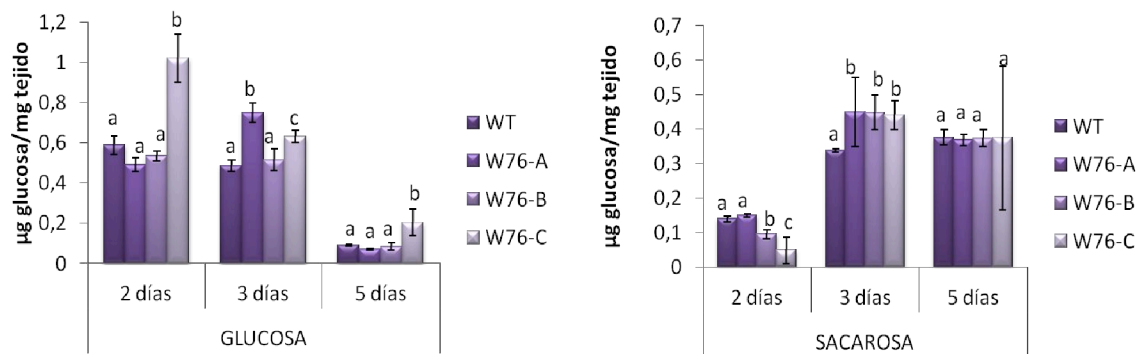 µg glucosa/mg tejido
1,2
1
0,8
0,6
0,4
0,2
0
a
a
a
b
a
b
a
c
a
a
a
b
2 días
3 días
5 días
GLUCOSA
WT
W76-A
W76-B
W76-C
µg glucosa/mg tejido
0,7
0,6
0,5
0,4
0,3
0,2
0,1
0
a
a
b
c
a
b
b
b
a
a
a
a
2 días
3 días
5 días
SACAROSA
WT
W76-A
W76-B
W76-C